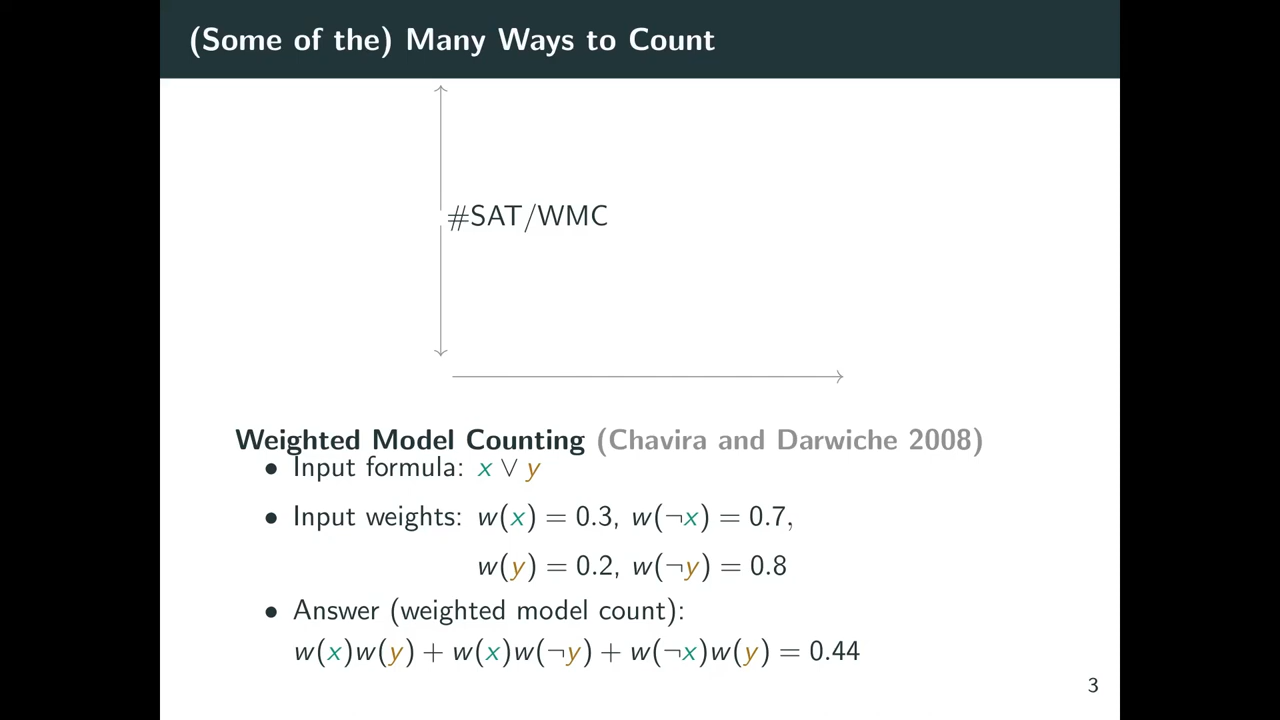 (Some of the) Many Ways to Count
#SAT/WMC
Weighted Model Counting (Chavira and Darwiche 2008)
• Input formula: x ∨ y
• Input weights: w(x) = 0.3, w(¬x) = 0.7,
w(y) = 0.2, w(¬y) = 0.8
• Answer (weighted model count):
w(x)w(y) + w(x)w(¬y) + w(¬x)w(y) = 0.44
3